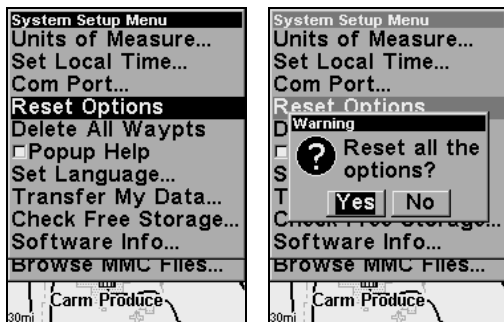 System Setup Menu
Units of Measure...
Set Local Time...
Com Port...
Reset Options
Delete All Waypts
Popup Help
Set Language...
Transfer My Data...
Check Free Storage...
Software Info...
Browse MMC Files...
Carm Produce
30mi
System Setup Menu
Units of Measure...
Set Local Time...
Com Port...
Reset Options
D
Warning
Reset all the
options?
S
T
Yes No
Check Free Storage...
Software Info...
Browse MMC Files...
Carm Produce
30mi